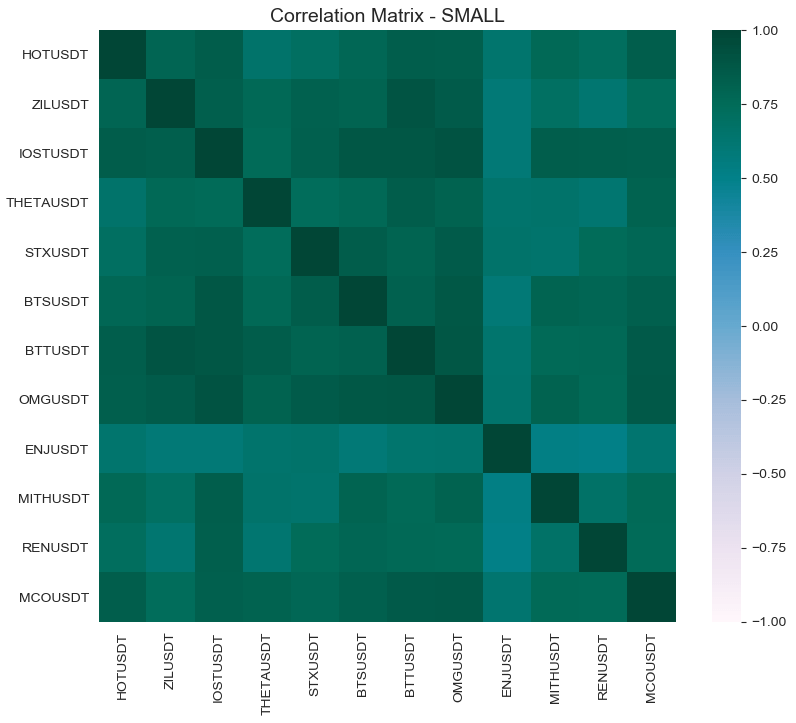 Correlation Matrix - SMALL
HOTUSDT
ZILUSDT
IOSTUSDT
THETAUSDT
STXUSDT
BTSUSDT
BTTUSDT
OMGUSDT
ENJUSDT
MITHUSDT
RENUSDT
MCOUSDT
HOTUSDT
ZILUSDT
IOSTUSDT
THETAUSDT
STXUSDT
BTSUSDT
BTTUSDT
OMGUSDT
ENJUSDT
MITHUSDT
RENUSDT
MCOUSDT
1.00
0.75
0.50
0.25
0.00
−0.25
−0.50
−0.75
−1.00